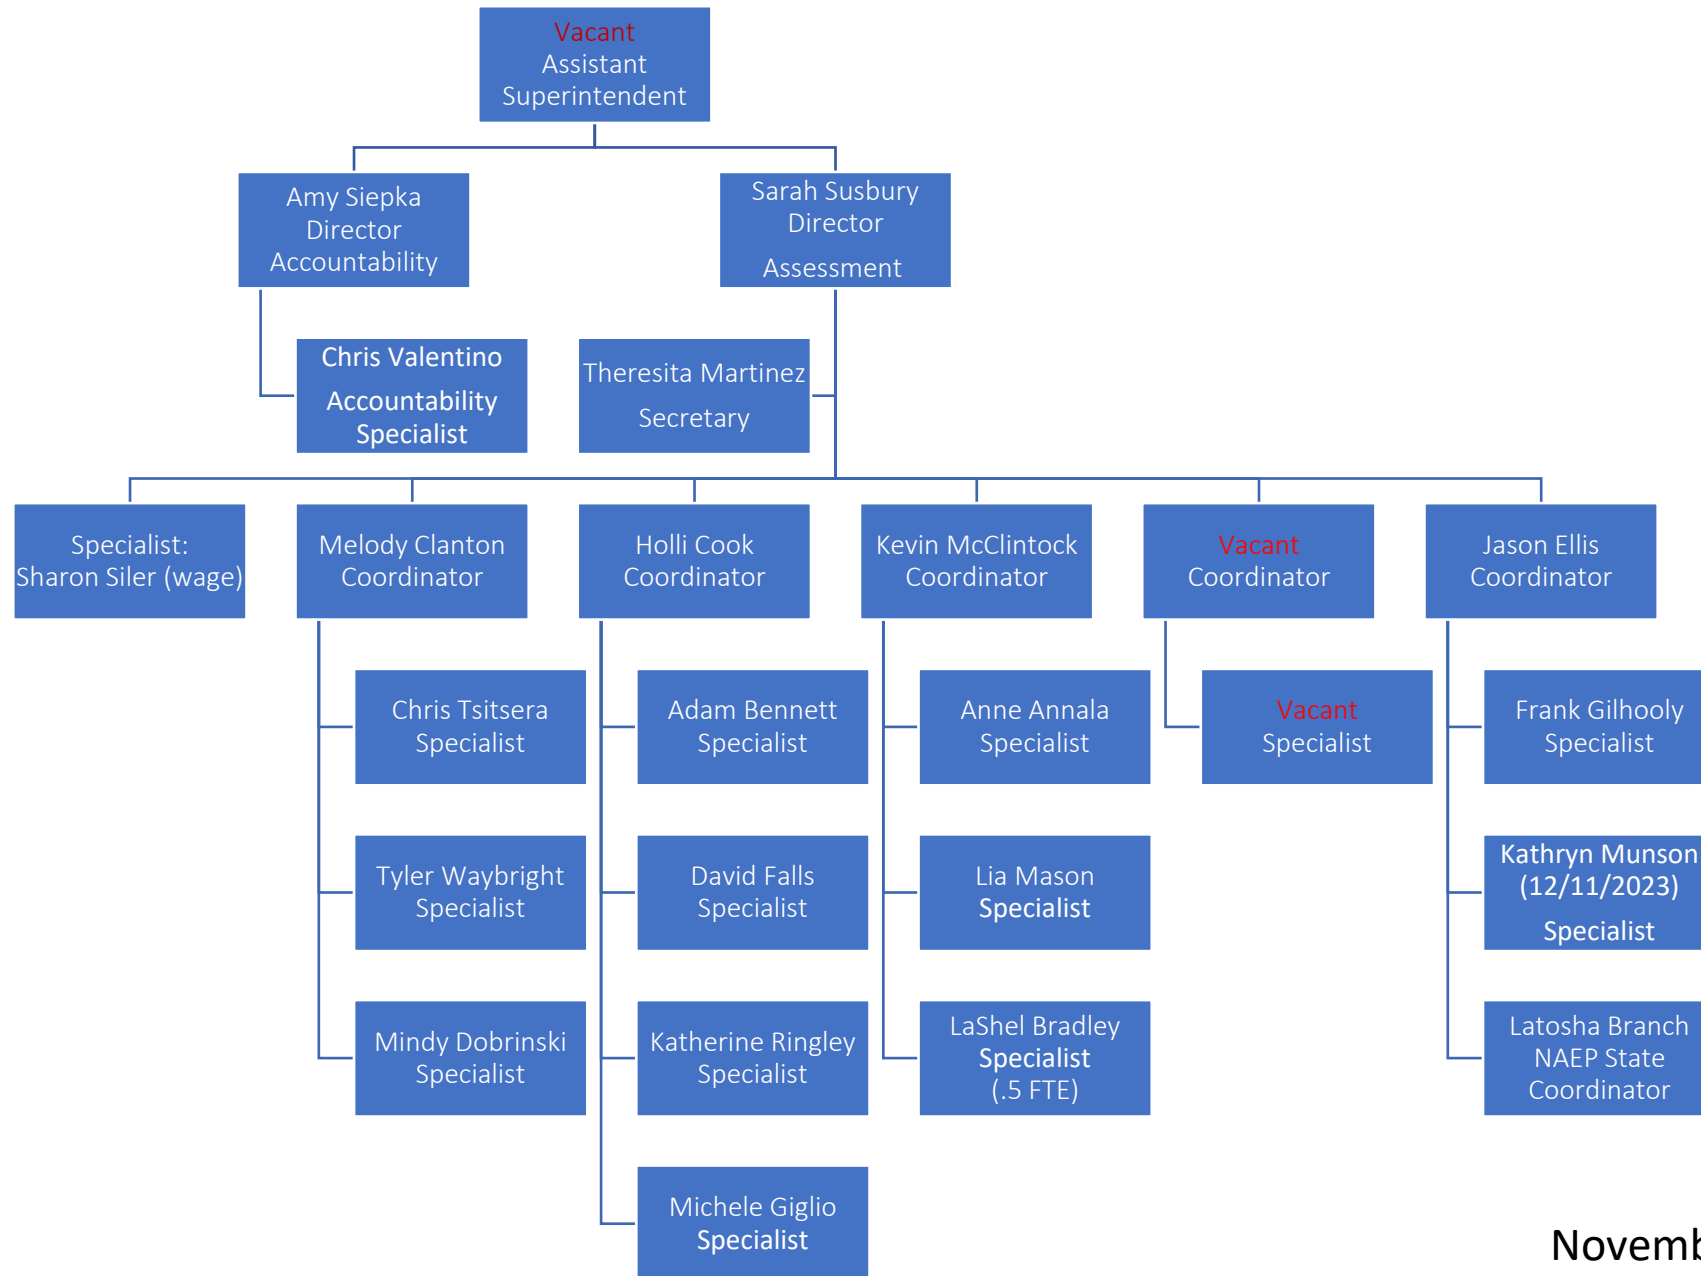 Vacant
Assistant
Superintendent
Amy Siepka
Director
Accountability
Sarah Susbury
Director
Assessment
Chris Valentino
Accountability
Specialist
Theresita Martinez
Secretary
Specialist:
Sharon Siler (wage)
Melody Clanton
Coordinator
Holli Cook
Coordinator
Kevin McClintock
Coordinator
Vacant
Coordinator
Jason Ellis
Coordinator
Chris Tsitsera
Specialist
Adam Bennett
Specialist
Anne Annala
Specialist
Vacant
Specialist
Frank Gilhooly
Specialist
Tyler Waybright
Specialist
David Falls
Specialist
Lia Mason
Specialist
Kathryn Munson
(12/11/2023)
Specialist
Mindy Dobrinski
Specialist
Katherine Ringley
Specialist
LaShel Bradley
Specialist
(.5 FTE)
Latosha Branch
NAEP State
Coordinator
Michele Giglio
Specialist